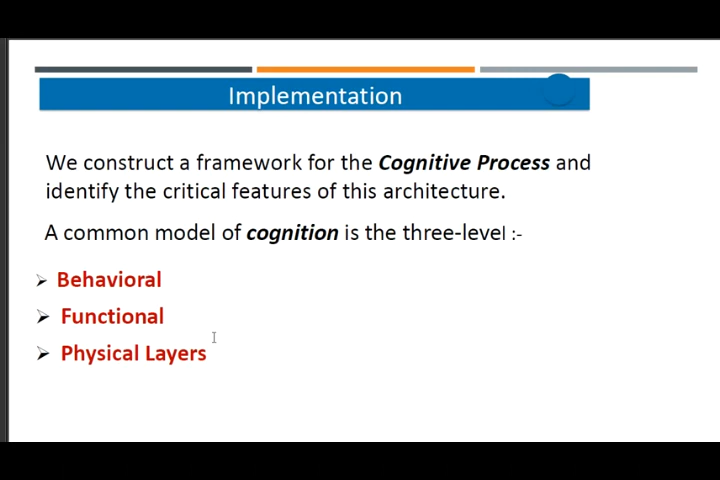 Implementation
We construct a framework for the Cognitive Process and
identify the critical features of this architecture.
A common model of cognition is the three-level :-
➢ Behavioral
➢ Functional
➢ Physical Layers